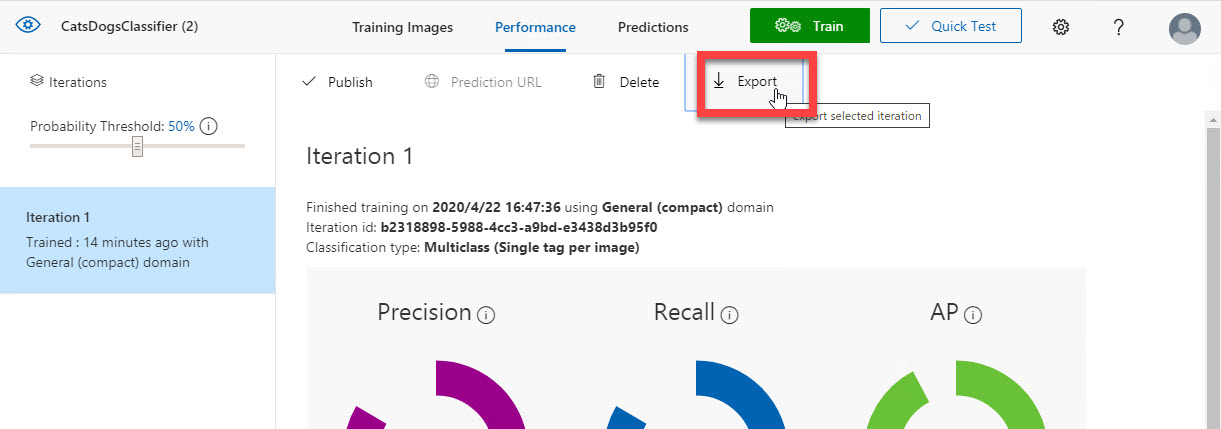 CatsDogsClassifier (2)
Training Images
Performance
Predictions
Train
Quick Test
?
Iterations
Probability Threshold: 50%
Iteration 1
Trained : 14 minutes ago with
General (compact) domain
Publish
Prediction URL
Delete
Export
Export selected iteration
Iteration 1
Finished training on 2020/4/22 16:47:36 using General (compact) domain
Iteration id: b2318898-5988-4cc3-a9bd-e3438d3b95f0
Classification type: Multiclass (Single tag per image)
Precision
Recall
AP